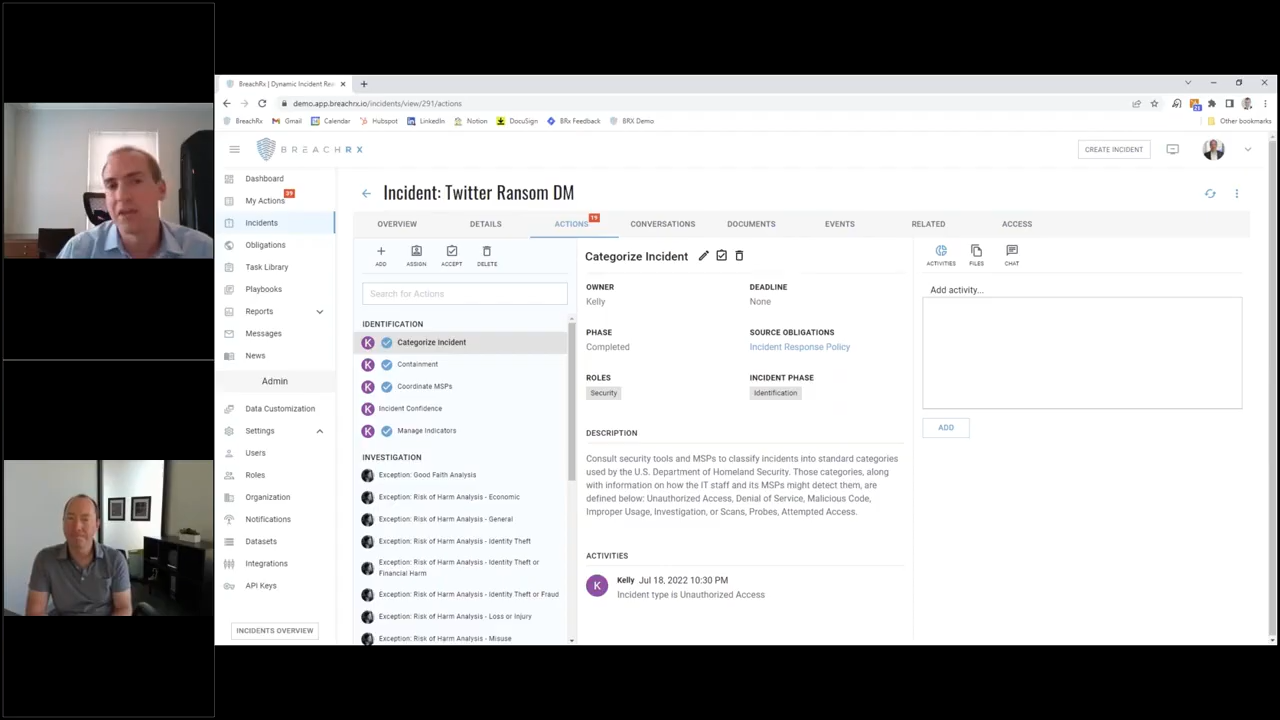 BreachRx | Dynamic Incident Re
demo.app.breachrx.io/incidents/view/291/actions
BreachRx
Gmail
Calendar
Hubspot
LinkedIn
Notion
DocuSign
BRx Feedback
BRX Demo
Other bookmarks
BREACHRX
CREATE INCIDENT
Dashboard
My Actions 39
Incidents
Obligations
Task Library
Playbooks
Reports
Messages
News
Admin
Data Customization
Settings
Users
Roles
Organization
Notifications
Datasets
Integrations
API Keys
INCIDENTS OVERVIEW
Incident: Twitter Ransom DM
OVERVIEW
DETAILS
ACTIONS 19
CONVERSATIONS
DOCUMENTS
EVENTS
RELATED
ACCESS
ADD
ASSIGN
ACCEPT
DELETE
Search for Actions
IDENTIFICATION
K Categorize Incident
K Containment
K Coordinate MSPs
K Incident Confidence
K Manage Indicators
INVESTIGATION
Exception: Good Faith Analysis
Exception: Risk of Harm Analysis - Economic
Exception: Risk of Harm Analysis - General
Exception: Risk of Harm Analysis - Identity Theft
Exception: Risk of Harm Analysis - Identity Theft or
Financial Harm
Exception: Risk of Harm Analysis - Identity Theft or Fraud
Exception: Risk of Harm Analysis - Loss or Injury
Exception: Risk of Harm Analysis - Misuse
Categorize Incident
OWNER
Kelly
DEADLINE
None
PHASE
Completed
SOURCE OBLIGATIONS
Incident Response Policy
ROLES
Security
INCIDENT PHASE
Identification
DESCRIPTION
Consult security tools and MSPs to classify incidents into standard categories
used by the U.S. Department of Homeland Security. Those categories, along
with information on how the IT staff and its MSPs might detect them, are
defined below: Unauthorized Access, Denial of Service, Malicious Code,
Improper Usage, Investigation, or Scans, Probes, Attempted Access.
ACTIVITIES
K Kelly Jul 18, 2022 10:30 PM
Incident type is Unauthorized Access
ACTIVITIES
FILES
CHAT
Add activity...
ADD